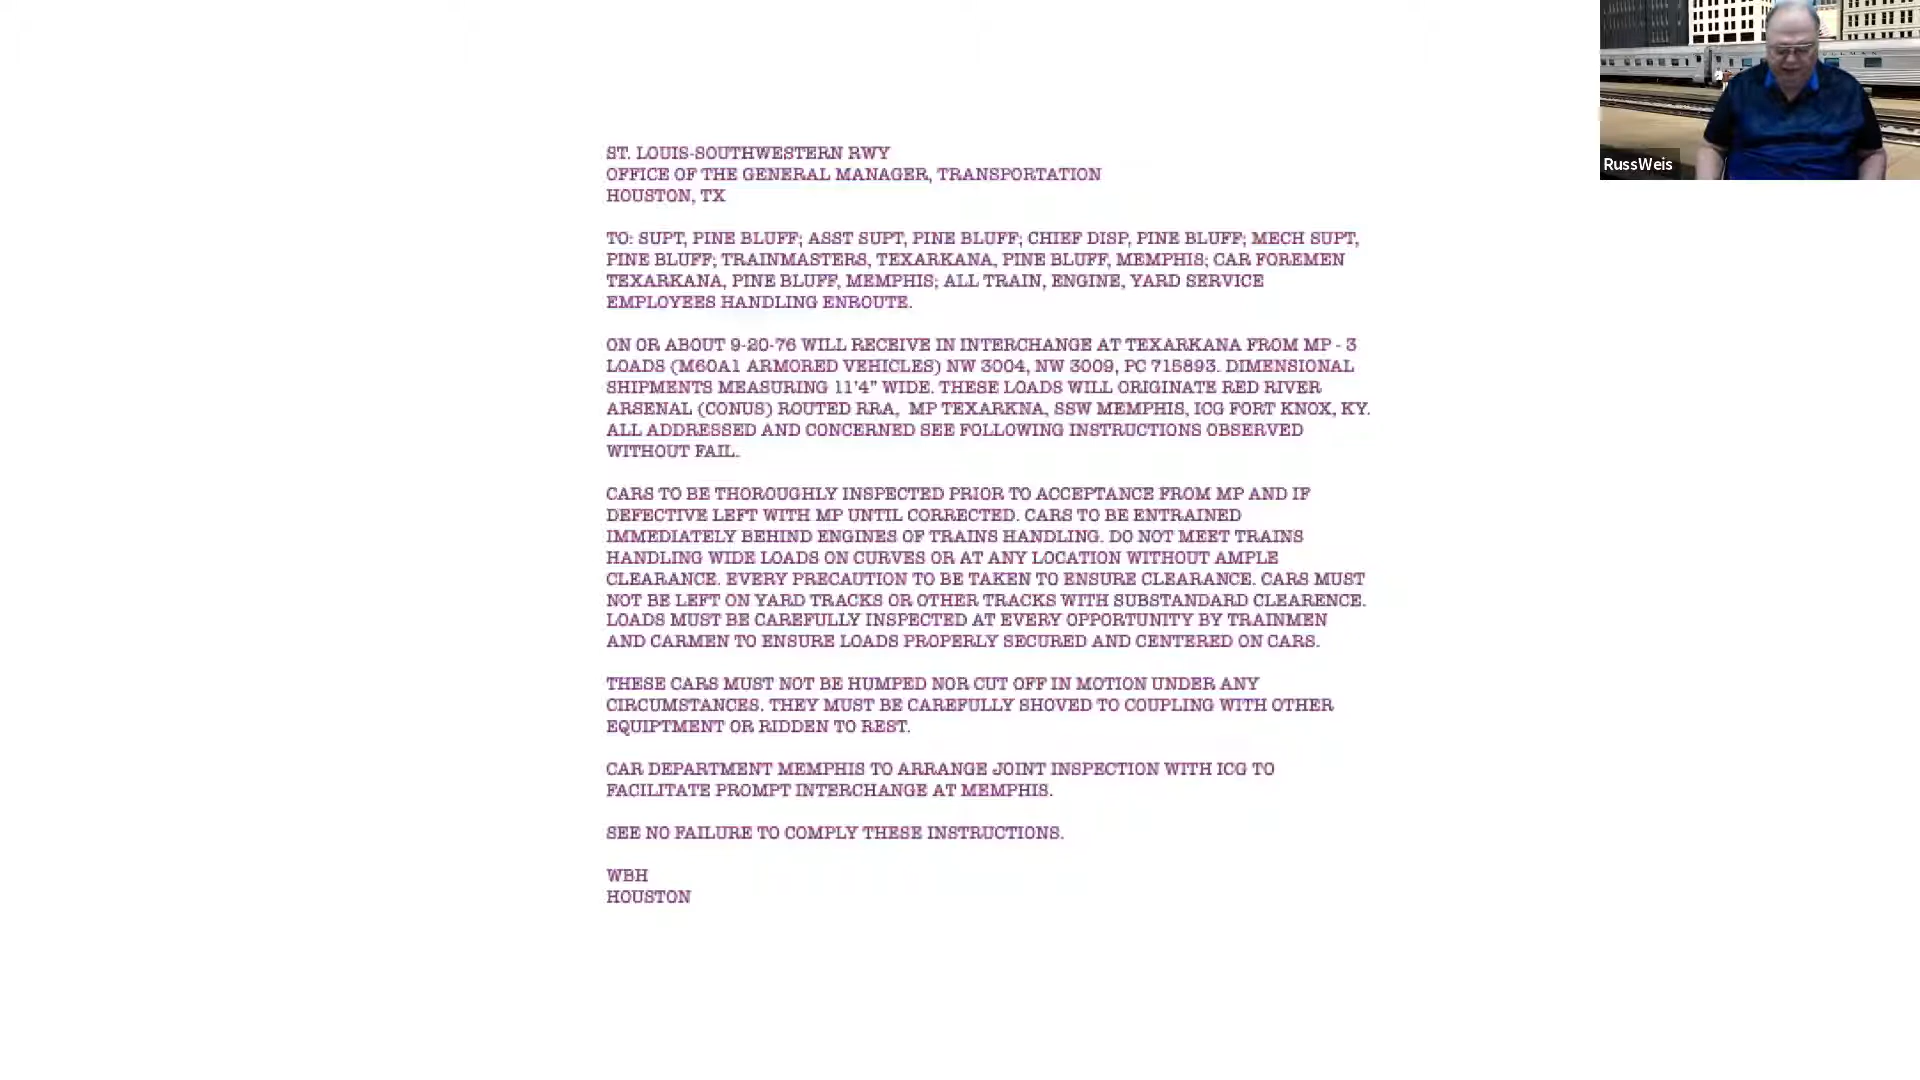 ST. LOUIS-SOUTHWESTERN RWY
OFFICE OF THE GENERAL MANAGER, TRANSPORTATION
HOUSTON, TX
TO: SUPT, PINE BLUFF; ASST SUPT, PINE BLUFF; CHIEF DISP, PINE BLUFF; MECH SUPT,
PINE BLUFF; TRAINMASTERS, TEXARKANA, PINE BLUFF, MEMPHIS; CAR FOREMEN
TEXARKANA, PINE BLUFF, MEMPHIS; ALL TRAIN, ENGINE, YARD SERVICE
EMPLOYEES HANDLING ENROUTE.
ON OR ABOUT 9-20-76 WILL RECEIVE IN INTERCHANGE AT TEXARKANA FROM MP - 3
LOADS (M60A1 ARMORED VEHICLES) NW 3004, NW 3009, PC 715893. DIMENSIONAL
SHIPMENTS MEASURING 11'4" WIDE. THESE LOADS WILL ORIGINATE RED RIVER
ARSENAL (CONUS) ROUTED RRA, MP TEXARKNA, SSW MEMPHIS, ICG FORT KNOX, KY.
ALL ADDRESSED AND CONCERNED SEE FOLLOWING INSTRUCTIONS OBSERVED
WITHOUT FAIL.
CARS TO BE THOROUGHLY INSPECTED PRIOR TO ACCEPTANCE FROM MP AND IF
DEFECTIVE LEFT WITH MP UNTIL CORRECTED. CARS TO BE ENTRAINED
IMMEDIATELY BEHIND ENGINES OF TRAINS HANDLING. DO NOT MEET TRAINS
HANDLING WIDE LOADS ON CURVES OR AT ANY LOCATION WITHOUT AMPLE
CLEARANCE. EVERY PRECAUTION TO BE TAKEN TO ENSURE CLEARANCE. CARS MUST
NOT BE LEFT ON YARD TRACKS OR OTHER TRACKS WITH SUBSTANDARD CLEARENCE.
LOADS MUST BE CAREFULLY INSPECTED AT EVERY OPPORTUNITY BY TRAINMEN
AND CARMEN TO ENSURE LOADS PROPERLY SECURED AND CENTERED ON CARS.
THESE CARS MUST NOT BE HUMPED NOR CUT OFF IN MOTION UNDER ANY
CIRCUMSTANCES. THEY MUST BE CAREFULLY SHOVED TO COUPLING WITH OTHER
EQUIPTMENT OR RIDDEN TO REST.
CAR DEPARTMENT MEMPHIS TO ARRANGE JOINT INSPECTION WITH ICG TO
FACILITATE PROMPT INTERCHANGE AT MEMPHIS.
SEE NO FAILURE TO COMPLY THESE INSTRUCTIONS.
WBH
HOUSTON
RussWeis